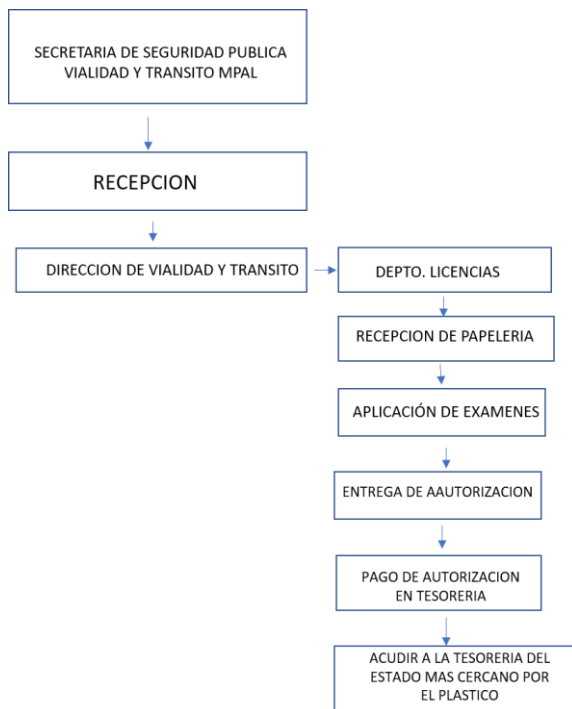 SECRETARIA DE SEGURIDAD PUBLICA
VIALIDAD Y TRANSITO MPAL
RECEPCION
DIRECCION DE VIALIDAD Y TRANSITO
DEPTO. LICENCIAS
RECEPCION DE PAPELERIA
APLICACIÓN DE EXAMENES
ENTREGA DE AAUTORIZACION
PAGO DE AUTORIZACION
EN TESORERIA
ACUDIR A LA TESORERIA DEL
ESTADO MAS CERCANO POR
EL PLASTICO